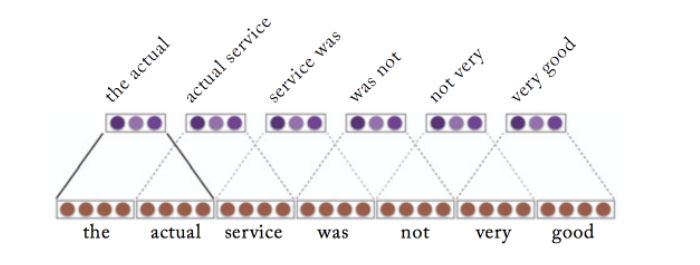 the actual
actual service
service was
was not
not very
very good
the actual service was not very good